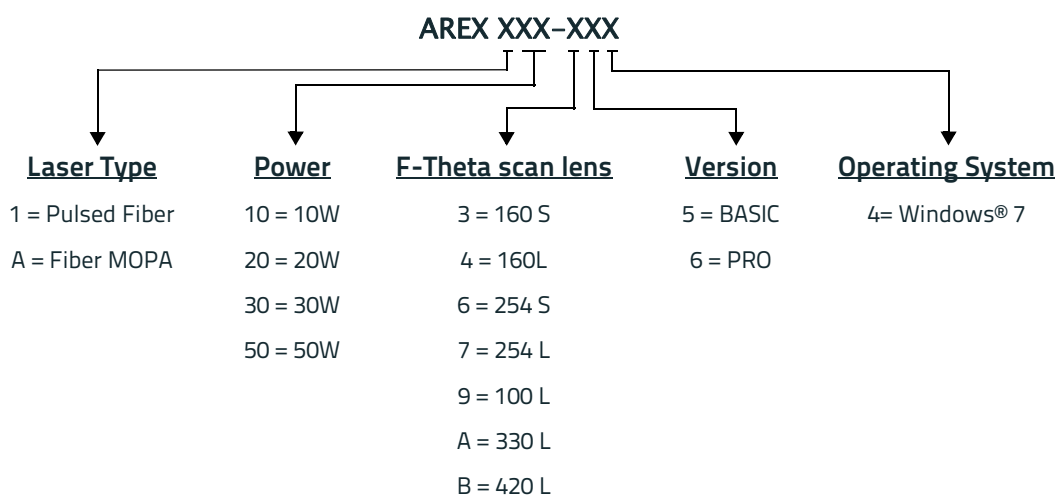 AREX XXX-XXX
Laser Type Power F-Theta scan lens Version Operating System
1 = Pulsed Fiber 10 = 10W 3 = 160 S 5 = BASIC 4= Windows® 7
A = Fiber MOPA 20 = 20W 4 = 160L 6 = PRO
30 = 30W 6 = 254 S
50 = 50W 7 = 254 L
9 = 100 L
A = 330 L
B = 420 L